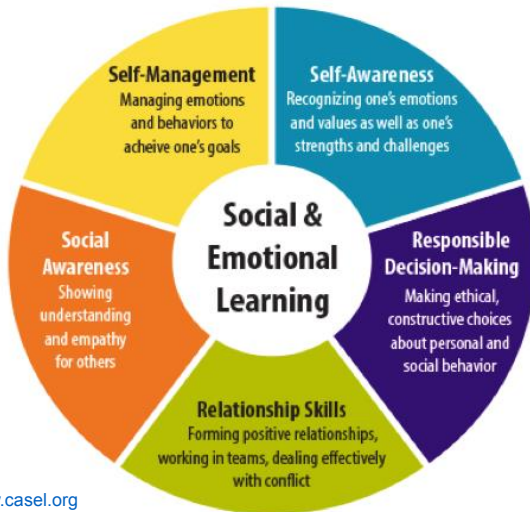 Self-Management
Managing emotions
and behaviors to
acheive one's goals
Self-Awareness
Recognizing one's emotions
and values as well as one's
strengths and challenges
Social
Awareness
Showing
understanding
and empathy
for others
Social &
Emotional
Learning
Responsible
Decision-Making
Making ethical,
constructive choices
about personal and
social behavior
Relationship Skills
Forming positive relationships,
working in teams, dealing effectively
with conflict
.casel.org